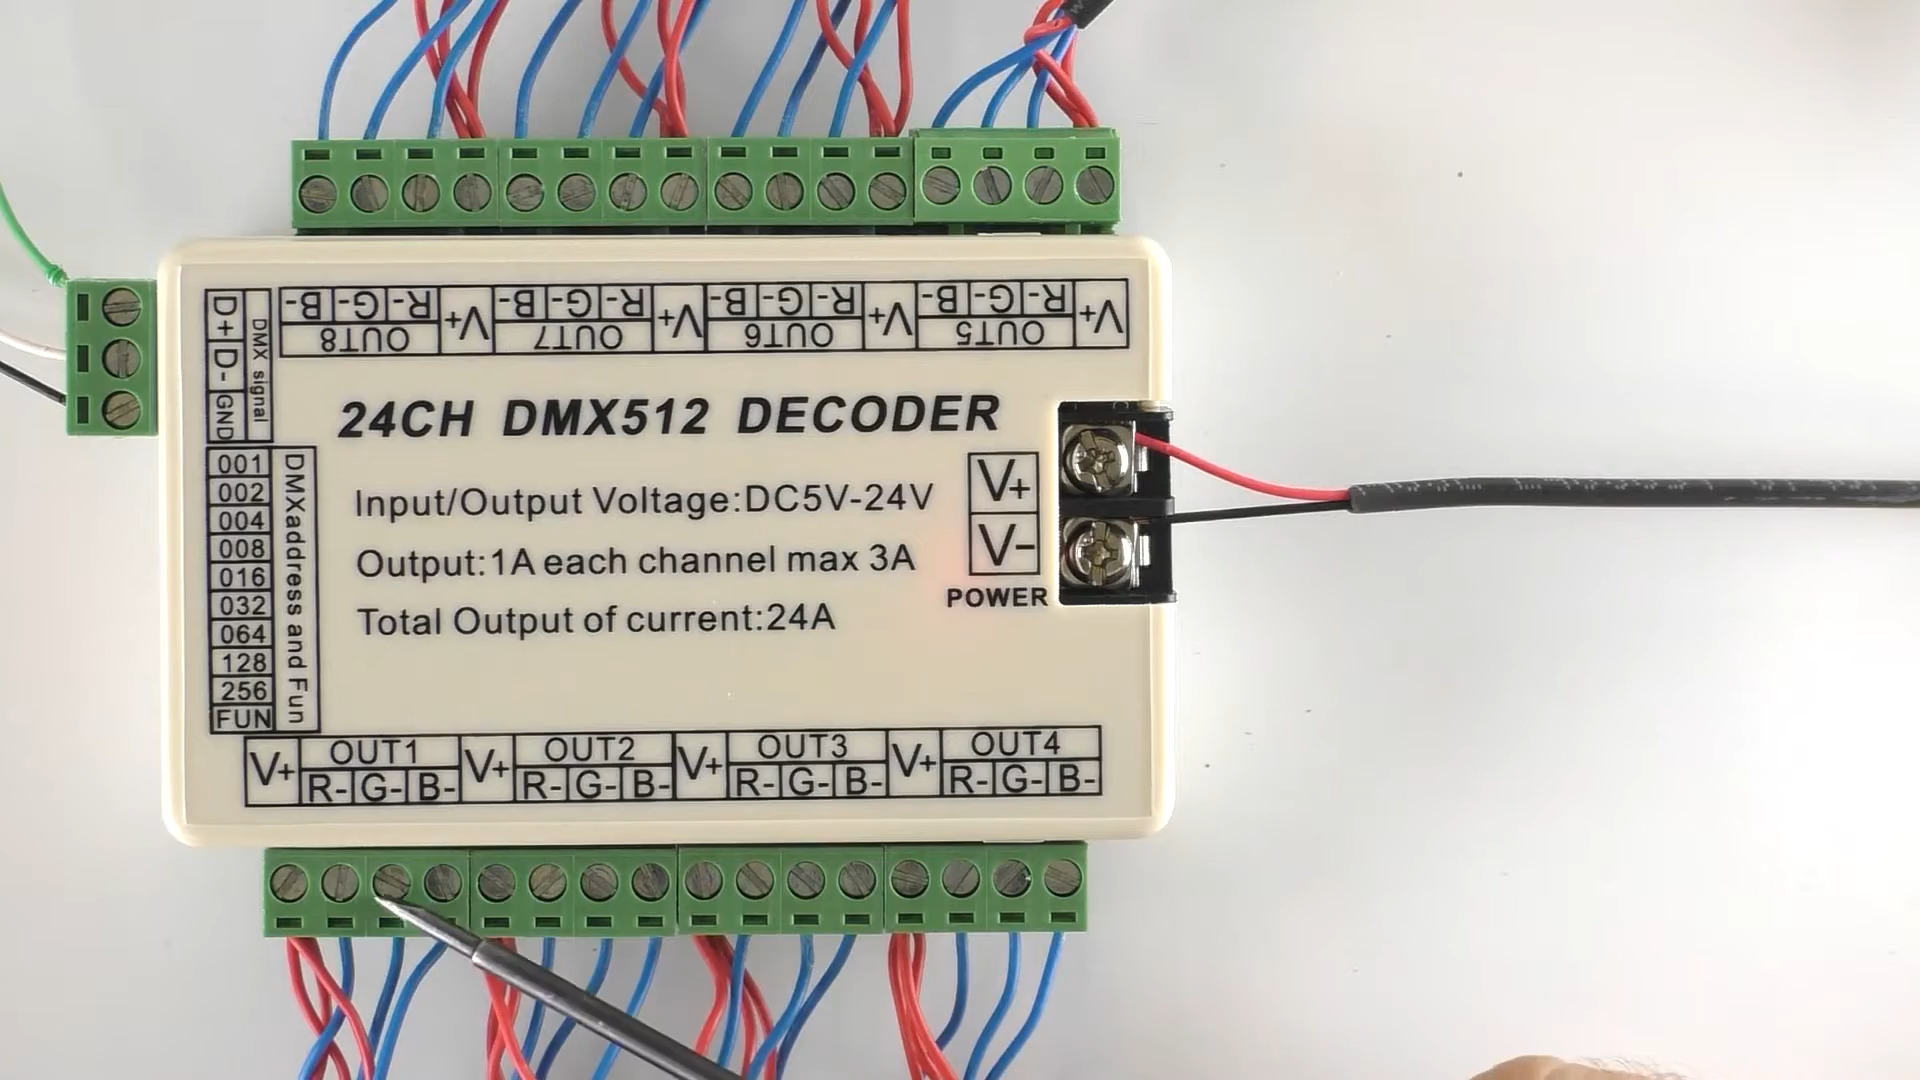 B- G- R- V+ B- G- R- V+ B- G- R- V+ B- G- R- V+
OUT8 OUT7 OUT6 OUT5
D+ D- GND
DMX signal
24CH DMX512 DECODER
Input/Output Voltage:DC5V-24V
Output:1A each channel max 3A
Total Output of current:24A
V+
V-
POWER
001
002
004
008
016
032
064
128
256
FUN
DMXaddress and Fun
V+ OUT1 V+ OUT2 V+ OUT3 V+ OUT4
R- G- B- R- G- B- R- G- B- R- G- B-